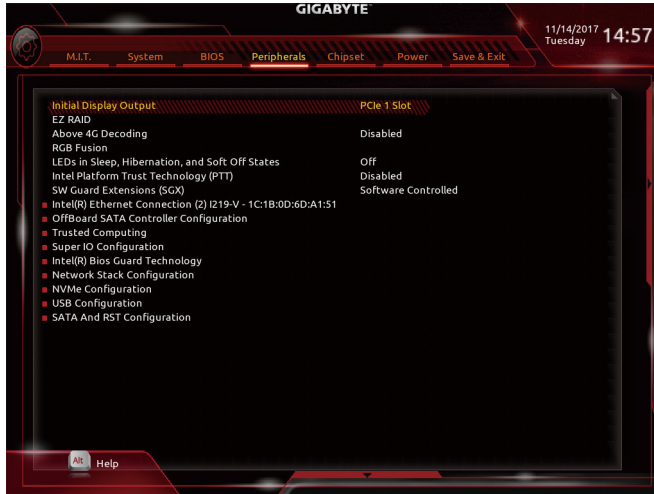 GIGABYTE™
11/14/2017
Tuesday
14:57
M.I.T. System BIOS Peripherals Chipset Power Save & Exit
Initial Display Output PCIe 1 Slot
EZ RAID
Above 4G Decoding Disabled
RGB Fusion
LEDs in Sleep, Hibernation, and Soft Off States Off
Intel Platform Trust Technology (PTT) Disabled
SW Guard Extensions (SGX) Software Controlled
Intel(R) Ethernet Connection (2) I219-V - 1C:1B:0D:6D:A1:51
OffBoard SATA Controller Configuration
Trusted Computing
Super IO Configuration
Intel(R) Bios Guard Technology
Network Stack Configuration
NVMe Configuration
USB Configuration
SATA And RST Configuration
Alt Help